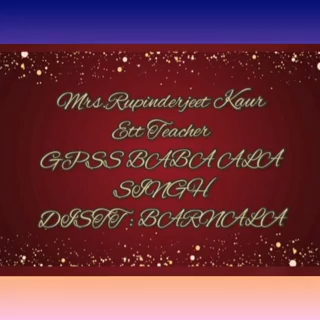 Mrs.Rupinderjeet Kaur
Ett Teacher
GPSS BABA ALA
SINGH
DISTT : BARNALA